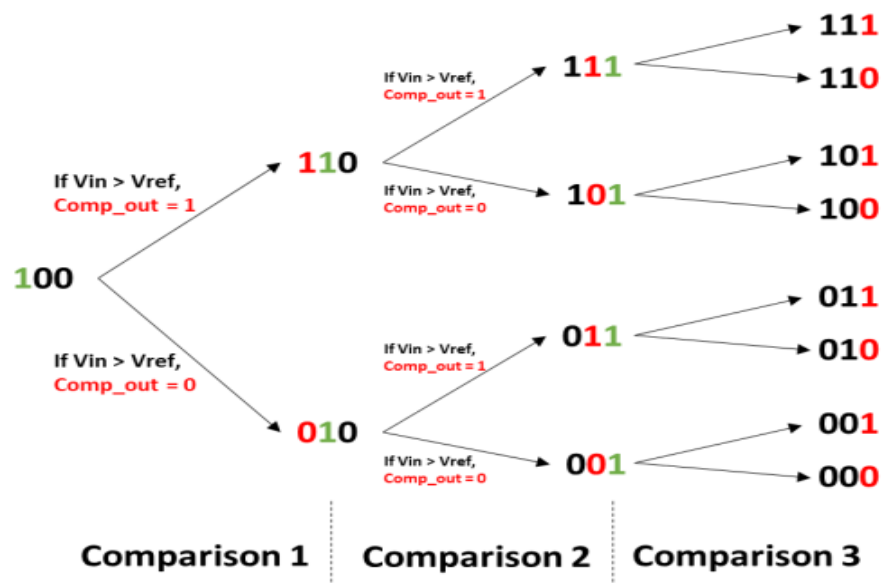 111
If Vin > Vref,
Comp_out = 1
111
110
110
If Vin > Vref,
Comp_out = 1
If Vin > Vref,
Comp_out = 0
101
101
100
100
If Vin > Vref,
Comp_out = 0
If Vin > Vref,
Comp_out = 1
011
011
010
010
If Vin > Vref,
Comp_out = 0
001
001
000
Comparison 1
Comparison 2
Comparison 3